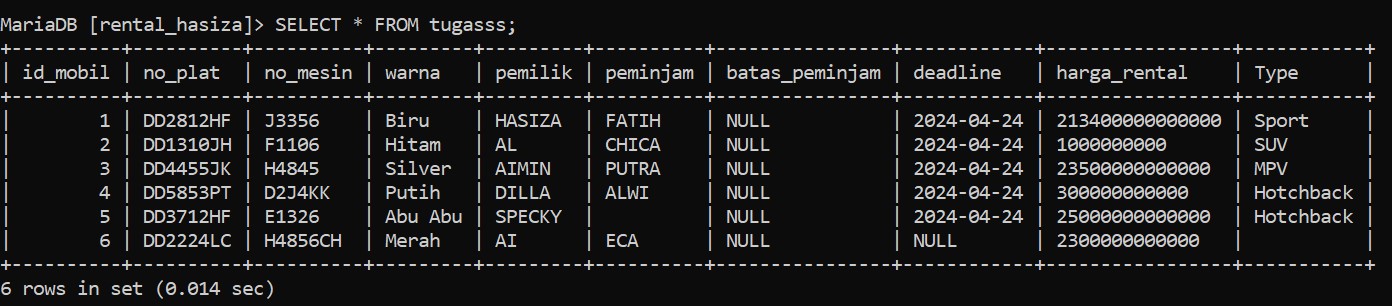 MariaDB [rental_hasiza]> SELECT * FROM tugasss;
+----------+----------+----------+---------+---------+----------+----------------+------------+-----------------+-----------+
| id_mobil | no_plat  | no_mesin | warna   | pemilik | peminjam | batas_peminjam | deadline   | harga_rental    | Type      |
+----------+----------+----------+---------+---------+----------+----------------+------------+-----------------+-----------+
|        1 | DD2812HF | J3356    | Biru    | HASIZA  | FATIH    | NULL           | 2024-04-24 | 213400000000000 | Sport     |
|        2 | DD1310JH | F1106    | Hitam   | AL      | CHICA    | NULL           | 2024-04-24 | 1000000000      | SUV       |
|        3 | DD4455JK | H4845    | Silver  | AIMIN   | PUTRA    | NULL           | 2024-04-24 | 23500000000000  | MPV       |
|        4 | DD5853PT | D2J4KK   | Putih   | DILLA   | ALWI     | NULL           | 2024-04-24 | 300000000000    | Hotchback |
|        5 | DD3712HF | E1326    | Abu Abu | SPECKY  |          | NULL           | 2024-04-24 | 25000000000000  | Hotchback |
|        6 | DD2224LC | H4856CH  | Merah   | AI      | ECA      | NULL           | NULL       | 2300000000000   |           |
+----------+----------+----------+---------+---------+----------+----------------+------------+-----------------+-----------+
6 rows in set (0.014 sec)